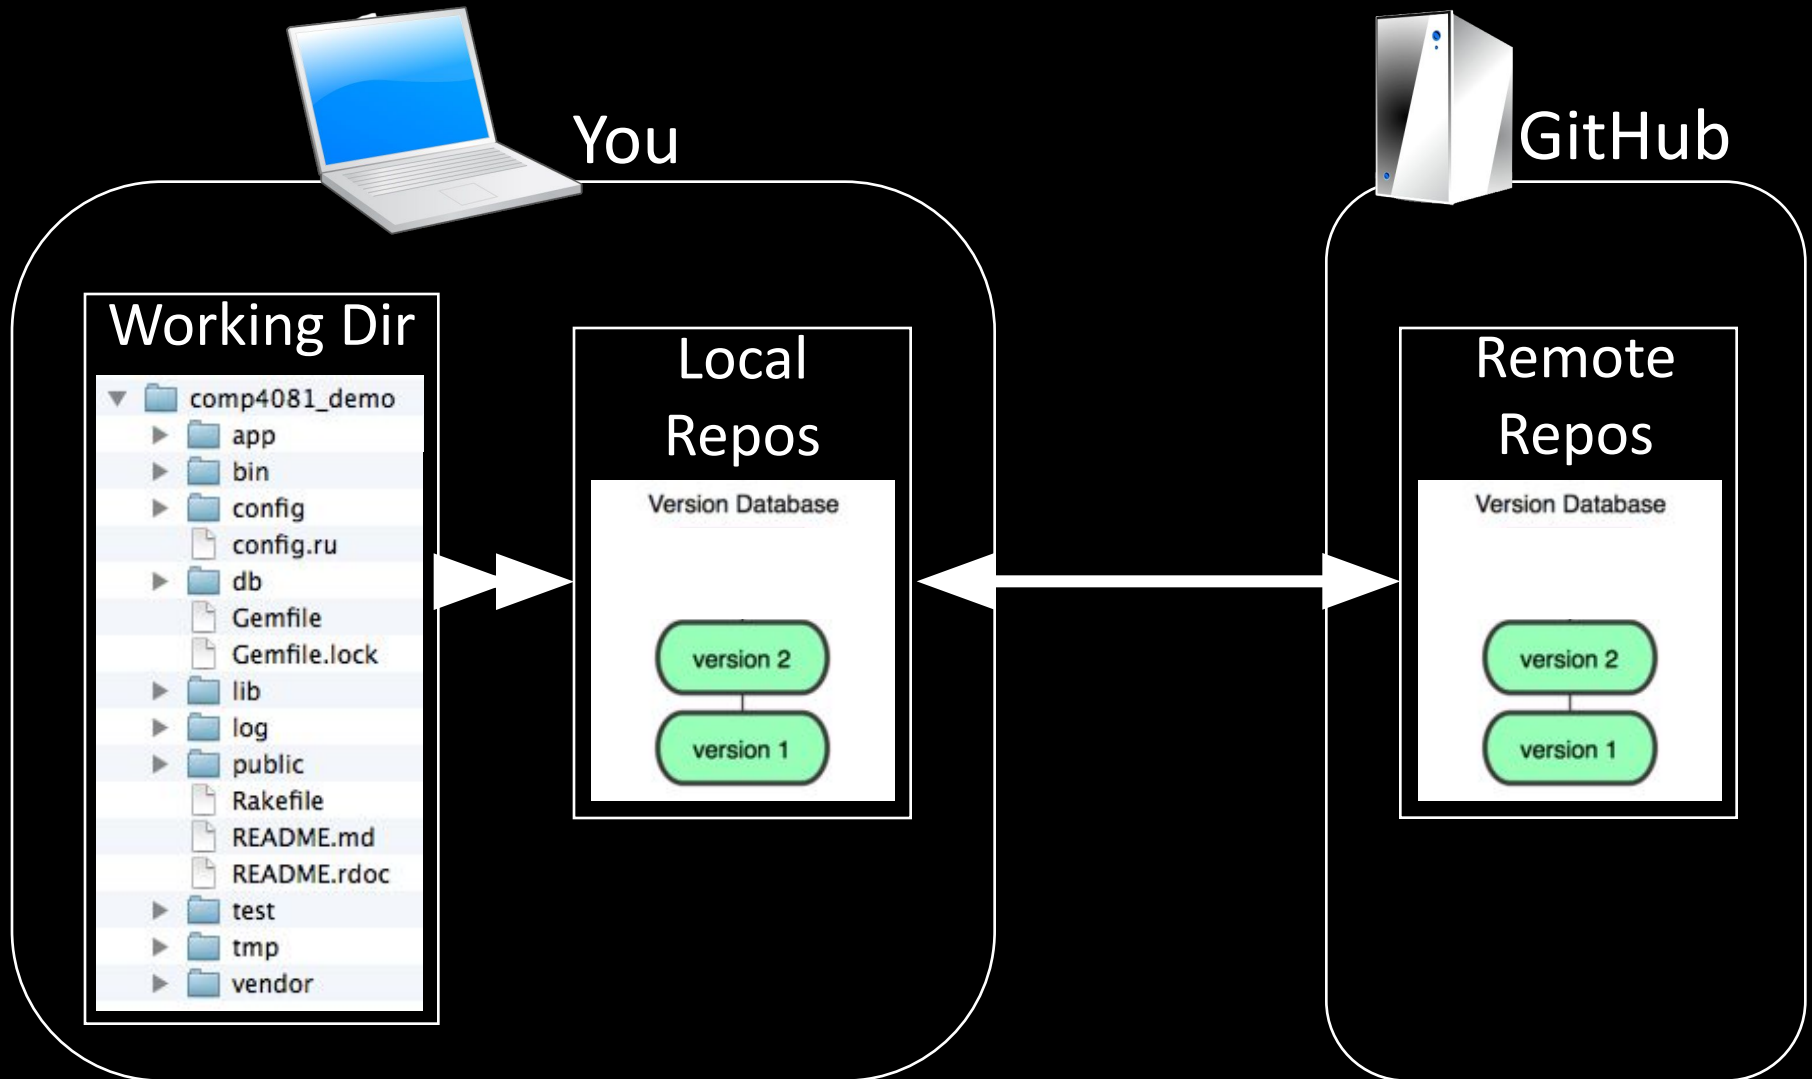 You
GitHub
Working Dir
comp4081_demo
app
bin
config
config.ru
db
Gemfile
Gemfile.lock
lib
log
public
Rakefile
README.md
README.rdoc
test
tmp
vendor
Local
Repos
Version Database
version 2
version 1
Remote
Repos
Version Database
version 2
version 1